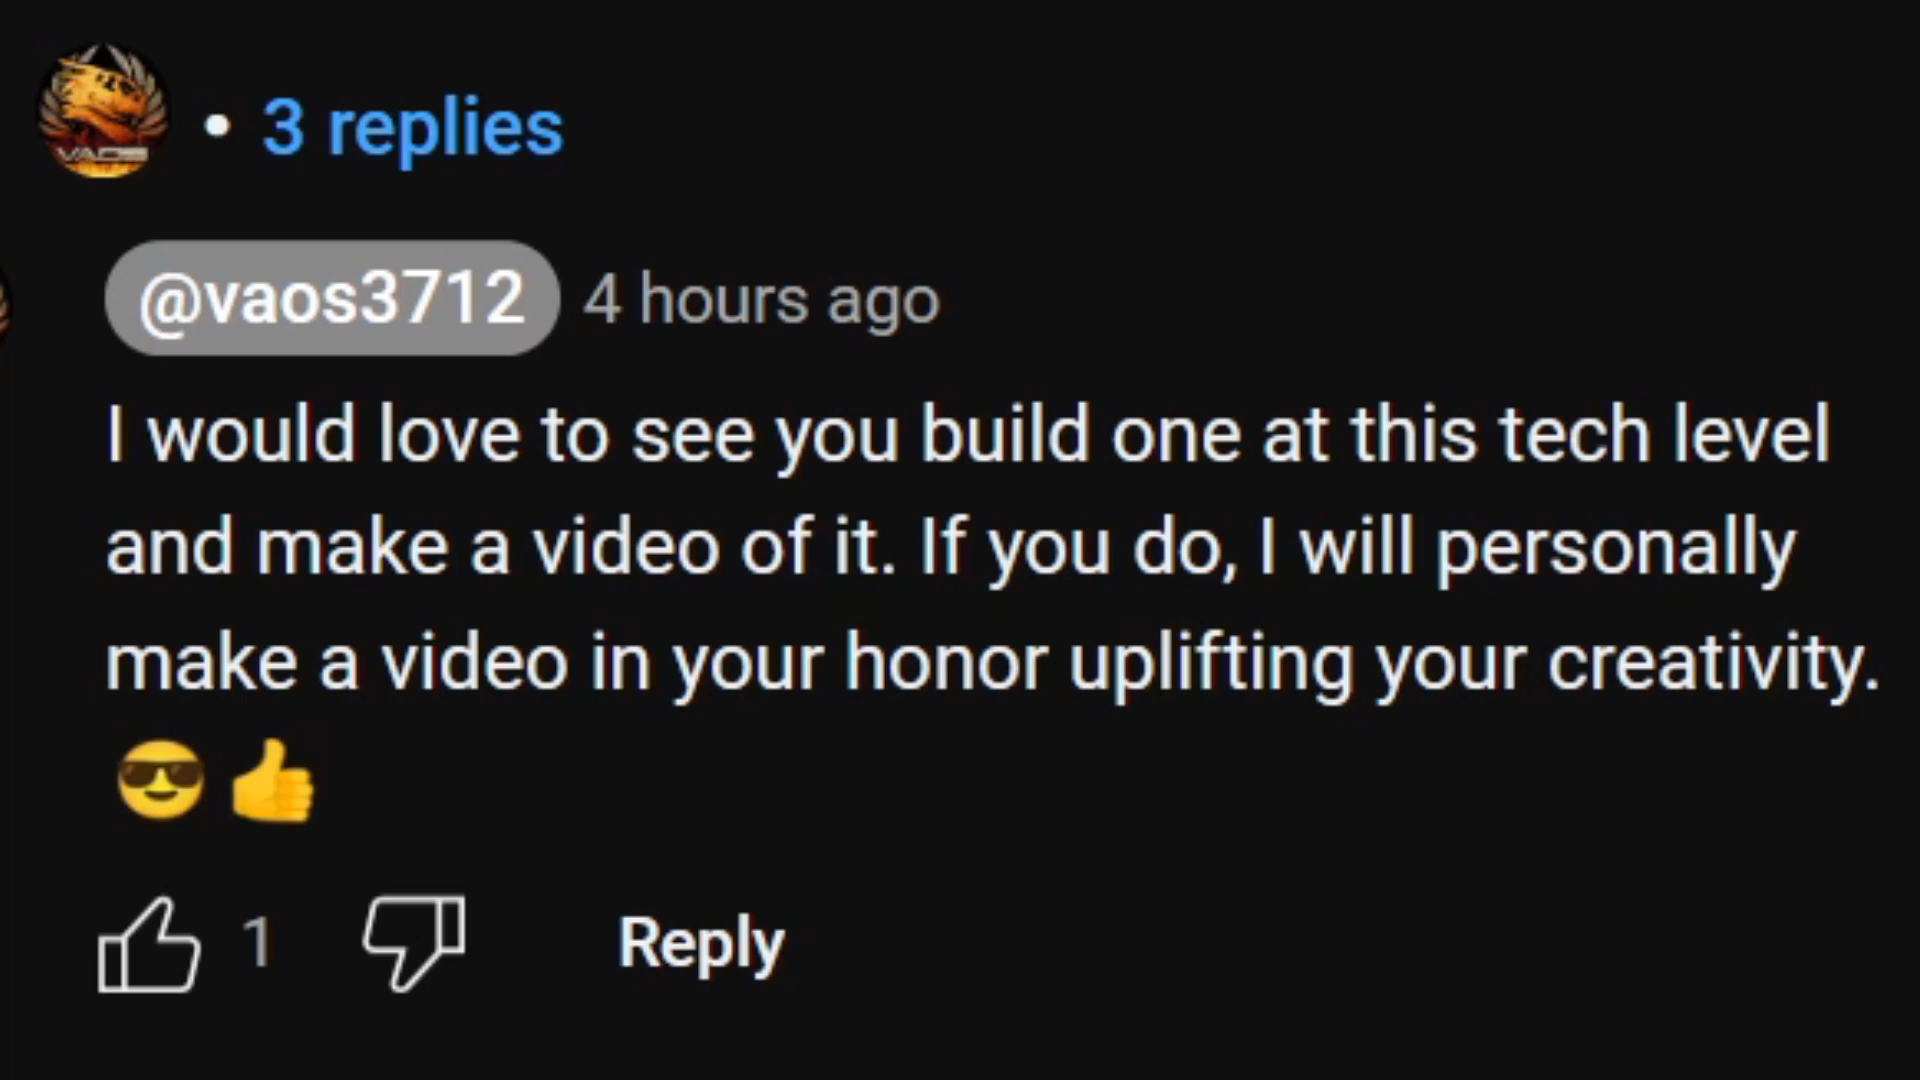 VAOS
• 3 replies
@vaos3712 4 hours ago
I would love to see you build one at this tech level
and make a video of it. If you do, I will personally
make a video in your honor uplifting your creativity.
😎👍
1 Reply